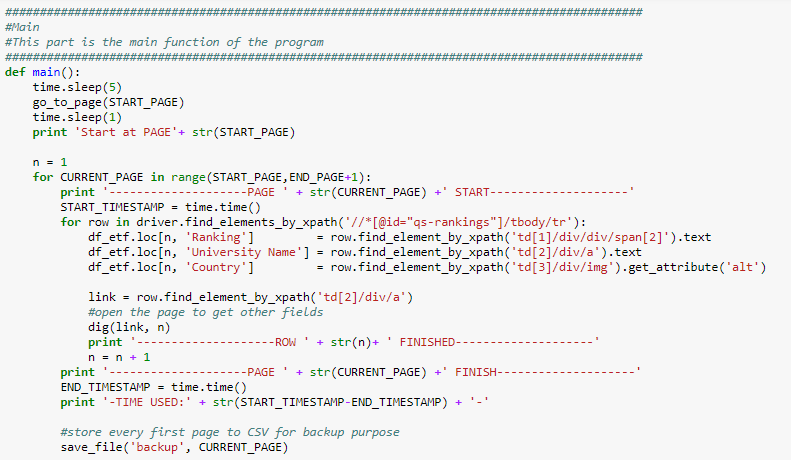 ############################################################################################
#Main
#This part is the main function of the program
############################################################################################
def main():
    time.sleep(5)
    go_to_page(START_PAGE)
    time.sleep(1)
    print 'Start at PAGE'+ str(START_PAGE)

    n = 1
    for CURRENT_PAGE in range(START_PAGE,END_PAGE+1):
        print '--------------------PAGE ' + str(CURRENT_PAGE) +' START--------------------'
        START_TIMESTAMP = time.time()
        for row in driver.find_elements_by_xpath('//*[@id="qs-rankings"]/tbody/tr'):
            df_etf.loc[n, 'Ranking']         = row.find_element_by_xpath('td[1]/div/div/span[2]').text
            df_etf.loc[n, 'University Name'] = row.find_element_by_xpath('td[2]/div/a').text
            df_etf.loc[n, 'Country']         = row.find_element_by_xpath('td[3]/div/img').get_attribute('alt')

            link = row.find_element_by_xpath('td[2]/div/a')
            #open the page to get other fields
            dig(link, n)
            print '--------------------ROW ' + str(n)+ ' FINISHED--------------------'
            n = n + 1
        print '--------------------PAGE ' + str(CURRENT_PAGE) +' FINISH--------------------'
        END_TIMESTAMP = time.time()
        print '-TIME USED:' + str(START_TIMESTAMP-END_TIMESTAMP) + '-'

        #store every first page to CSV for backup purpose
        save_file('backup', CURRENT_PAGE)